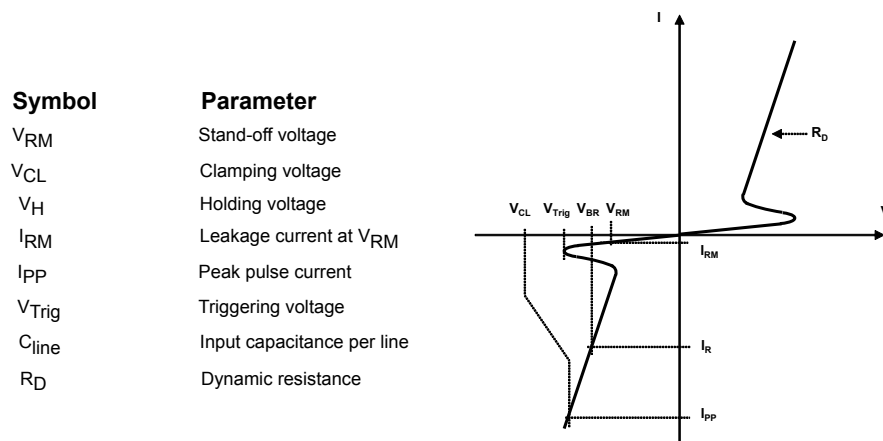 Symbol Parameter
VRM Stand-off voltage
VCL Clamping voltage
VH Holding voltage
IRM Leakage current at VRM
IPP Peak pulse current
VTrig Triggering voltage
Cline Input capacitance per line
RD Dynamic resistance
I
RD
V
VCL VTrig VBR VRM
IRM
IR
IPP